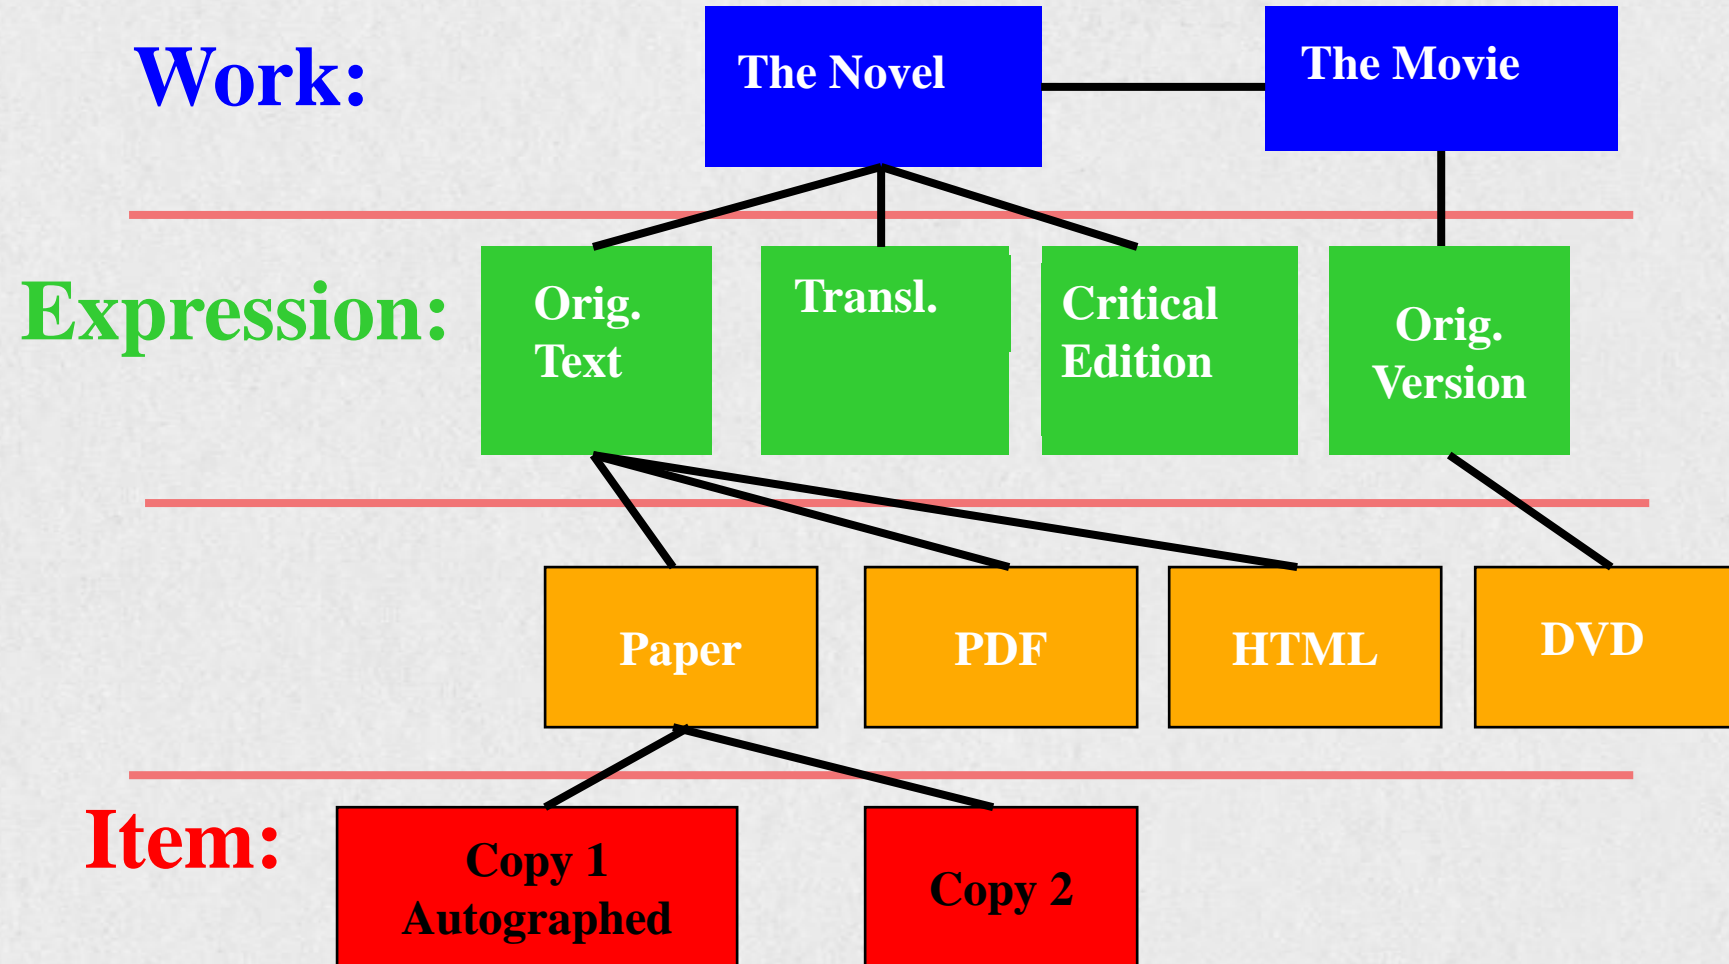 Work:
The Novel
The Movie
Expression:
Orig.
Text
Transl.
Critical
Edition
Orig.
Version
Paper
PDF
HTML
DVD
Item:
Copy 1
Autographed
Copy 2